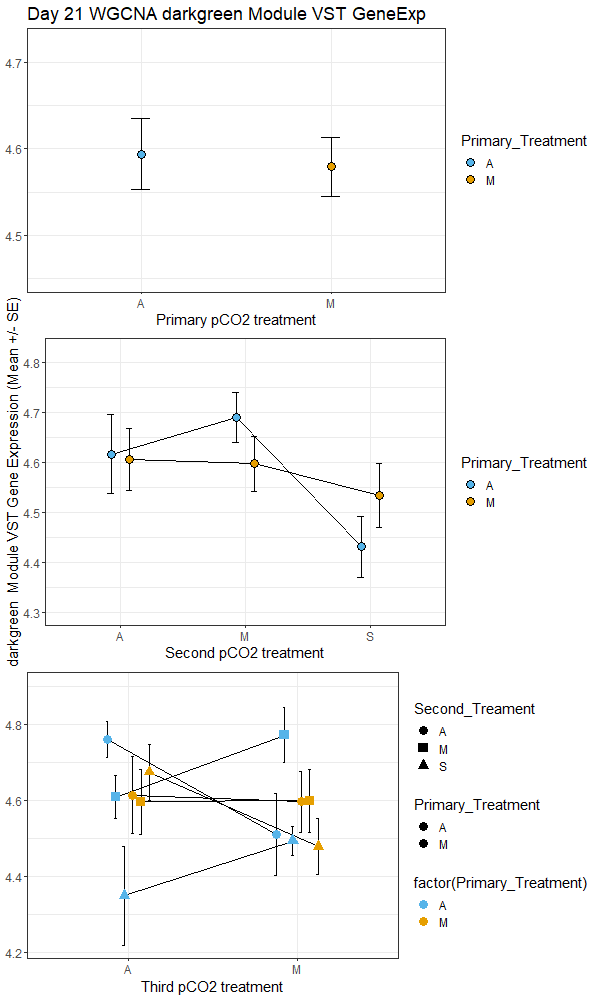 Day 21 WGCNA darkgreen Module VST GeneExp
4.7
4.6
4.5
A
M
Primary pCO2 treatment
Primary_Treatment
A
M
darkgreen  Module VST Gene Expression (Mean +/- SE)
4.8
4.7
4.6
4.5
4.4
4.3
A
M
S
Second pCO2 treatment
Primary_Treatment
A
M
4.8
4.6
4.4
4.2
A
M
Third pCO2 treatment
Second_Treament
A
M
S
Primary_Treatment
A
M
factor(Primary_Treatment)
A
M